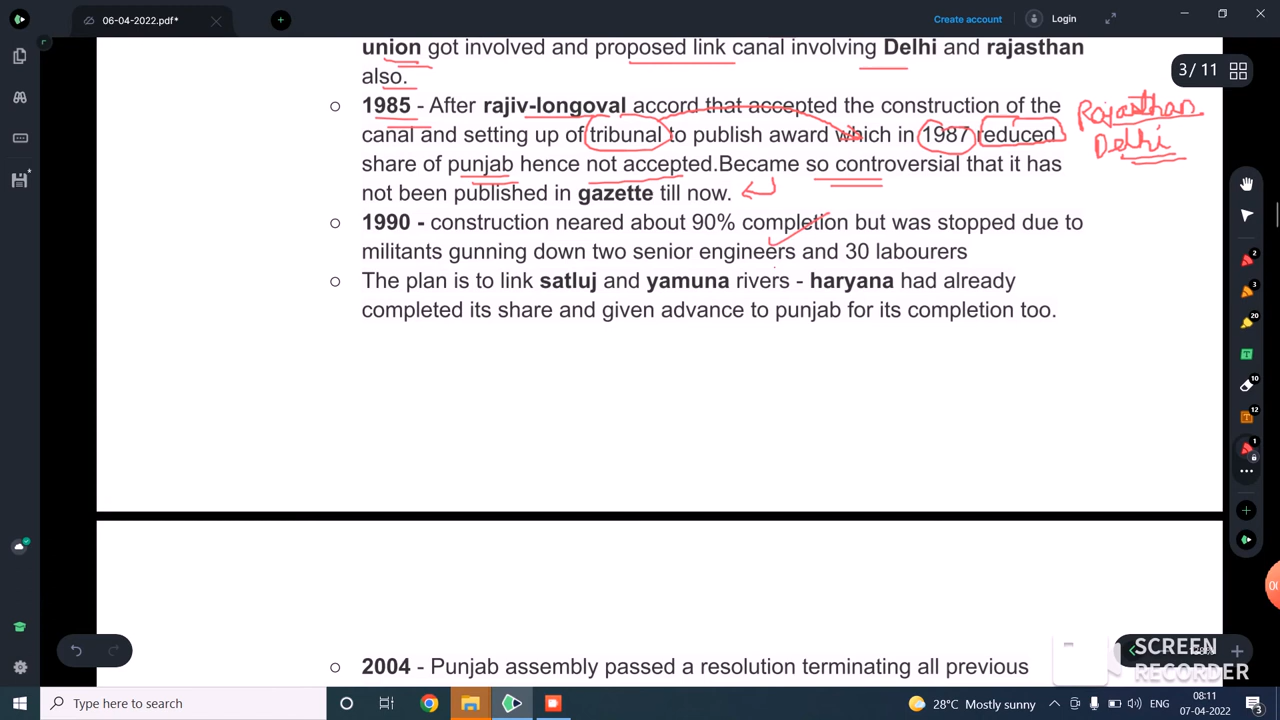 06-04-2022.pdf*
Create account
Login
union got involved and proposed link canal involving Delhi and rajasthan
also.
3 / 11
1985 - After rajiv-longoval accord that accepted the construction of the
canal and setting up of tribunal to publish award which in 1987 reduced
share of punjab hence not accepted.Became so controversial that it has
not been published in gazette till now.
Rajasthan
Delhi
1990 - construction neared about 90% completion but was stopped due to
militants gunning down two senior engineers and 30 labourers
The plan is to link satluj and yamuna rivers - haryana had already
completed its share and given advance to punjab for its completion too.
2
3
20
T
10
12
1
2004 - Punjab assembly passed a resolution terminating all previous
SCREEN
RECORDER
Type here to search
28°C Mostly sunny
ENG
08:11
07-04-2022
3